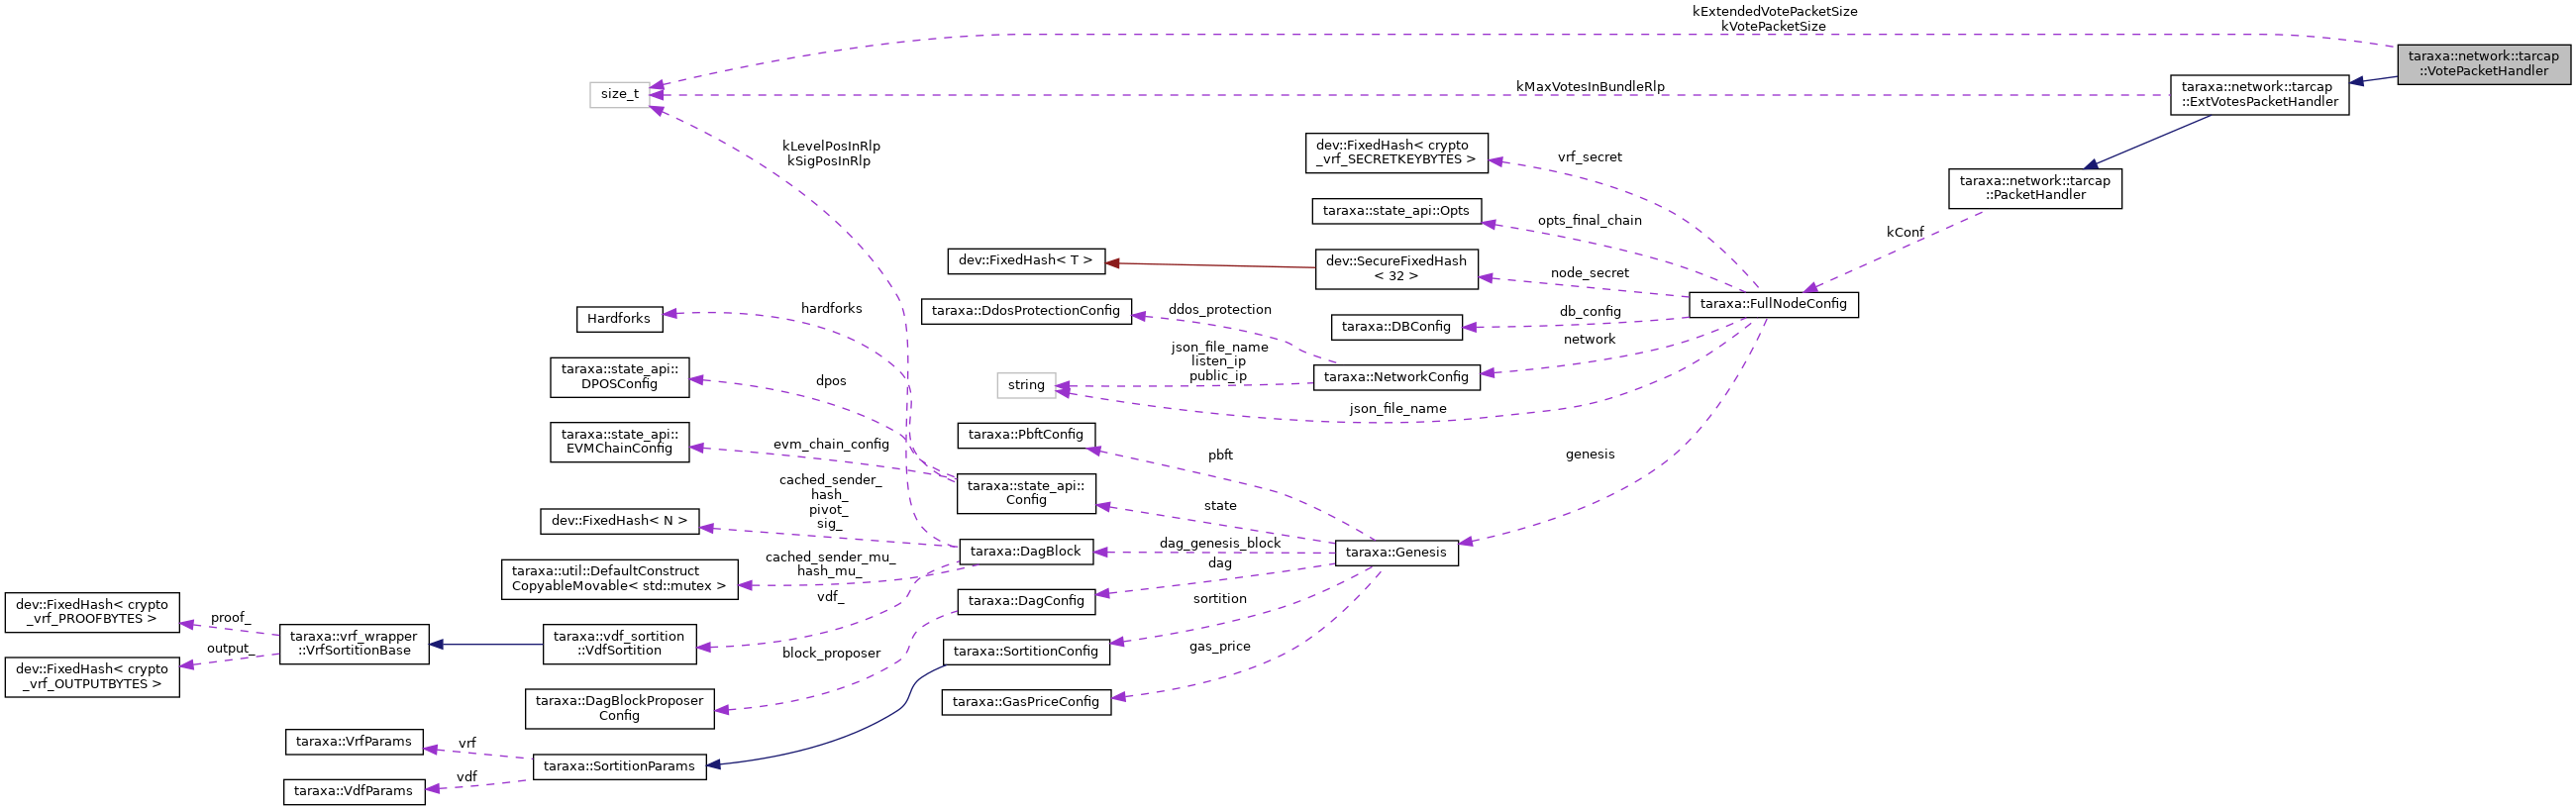 kExtendedVotePacketSize
kVotePacketSize
taraxa::network::tarcap
::VotePacketHandler
size_t
kMaxVotesInBundleRlp
taraxa::network::tarcap
::ExtVotesPacketHandler
kLevelPosInRlp
kSigPosInRlp
dev::FixedHash< crypto
_vrf_SECRETKEYBYTES >
vrf_secret
taraxa::network::tarcap
::PacketHandler
taraxa::state_api::Opts
opts_final_chain
kConf
dev::FixedHash< T >
dev::SecureFixedHash
< 32 >
node_secret
taraxa::FullNodeConfig
Hardforks
hardforks
taraxa::DdosProtectionConfig
ddos_protection
taraxa::DBConfig
db_config
network
taraxa::state_api::
DPOSConfig
dpos
string
json_file_name
listen_ip
public_ip
taraxa::NetworkConfig
json_file_name
taraxa::state_api::
EVMChainConfig
evm_chain_config
taraxa::PbftConfig
pbft
genesis
taraxa::state_api::
Config
state
cached_sender_
hash_
pivot_
sig_
dev::FixedHash< N >
taraxa::DagBlock
dag_genesis_block
taraxa::Genesis
dag
taraxa::util::DefaultConstruct
CopyableMovable< std::mutex >
cached_sender_mu_
hash_mu_
vdf_
taraxa::DagConfig
sortition
dev::FixedHash< crypto
_vrf_PROOFBYTES >
proof_
taraxa::vrf_wrapper
::VrfSortitionBase
taraxa::vdf_sortition
::VdfSortition
output_
dev::FixedHash< crypto
_vrf_OUTPUTBYTES >
block_proposer
taraxa::SortitionConfig
gas_price
taraxa::DagBlockProposer
Config
taraxa::GasPriceConfig
taraxa::VrfParams
vrf
taraxa::SortitionParams
vdf
taraxa::VdfParams